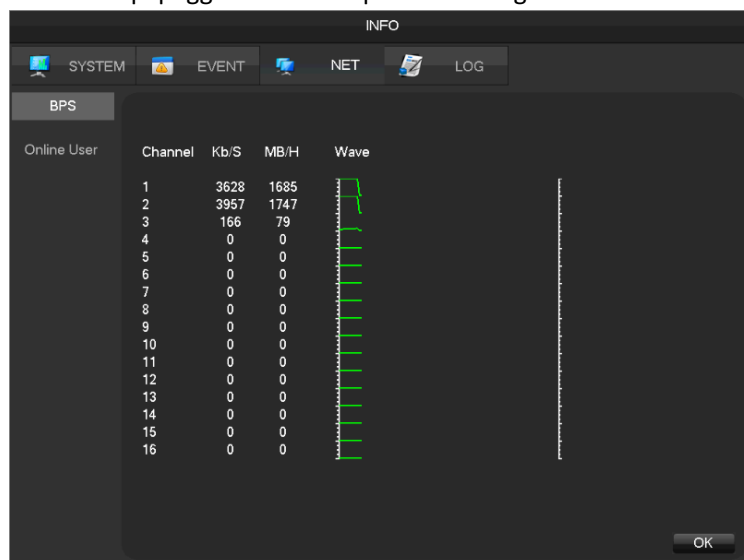 INFO
SYSTEM EVENT NET LOG
BPS
Online User
Channel Kb/S MB/H Wave
1 3628 1685
2 3957 1747
3 166 79
4 0 0
5 0 0
6 0 0
7 0 0
8 0 0
9 0 0
10 0 0
11 0 0
12 0 0
13 0 0
14 0 0
15 0 0
16 0 0
OK